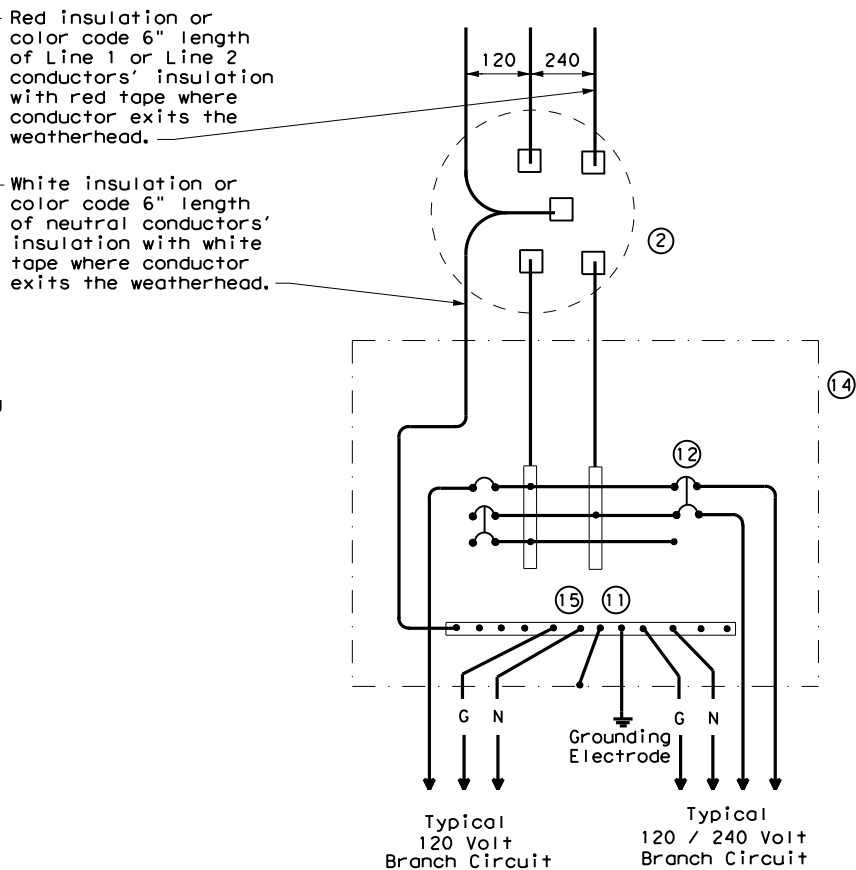 Red insulation or
color code 6" length
of Line 1 or Line 2
conductors' insulation
with red tape where
conductor exits the
weatherhead.
120
240
White insulation or
color code 6" length
of neutral conductors'
insulation with white
tape where conductor
exits the weatherhead.
2
14
12
15
11
G
N
Grounding
Electrode
G
N
Typical
120 Volt
Branch Circuit
Typical
120 / 240 Volt
Branch Circuit